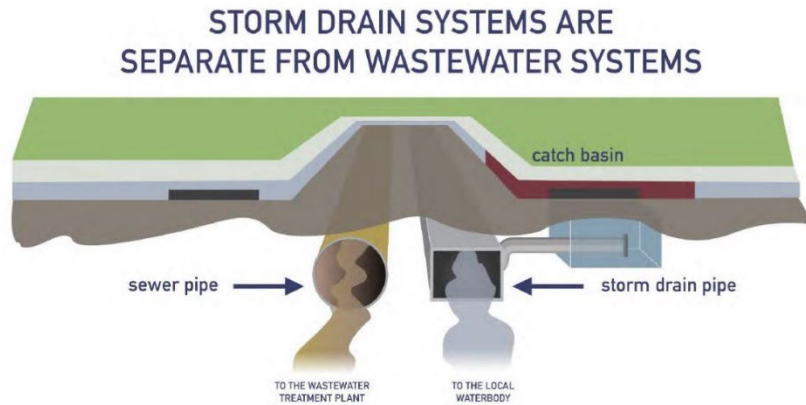 STORM DRAIN SYSTEMS ARE
SEPARATE FROM WASTEWATER SYSTEMS
catch basin
sewer pipe
storm drain pipe
TO THE WASTEWATER
TREATMENT PLANT
TO THE LOCAL
WATERBODY